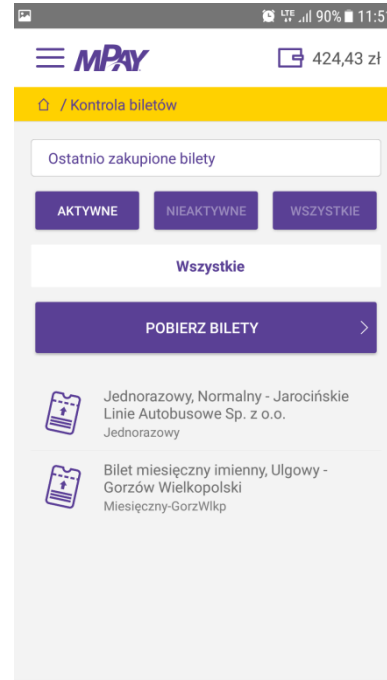 LTE 90% 11:5
mPAY 424,43 zł
/ Kontrola biletów
Ostatnio zakupione bilety
AKTYWNE NIEAKTYWNE WSZYSTKIE
Wszystkie
POBIERZ BILETY
Jednorazowy, Normalny - Jarocińskie
Linie Autobusowe Sp. z o.o.
Jednorazowy
Bilet miesięczny imienny, Ulgowy -
Gorzów Wielkopolski
Miesięczny-GorzWlkp